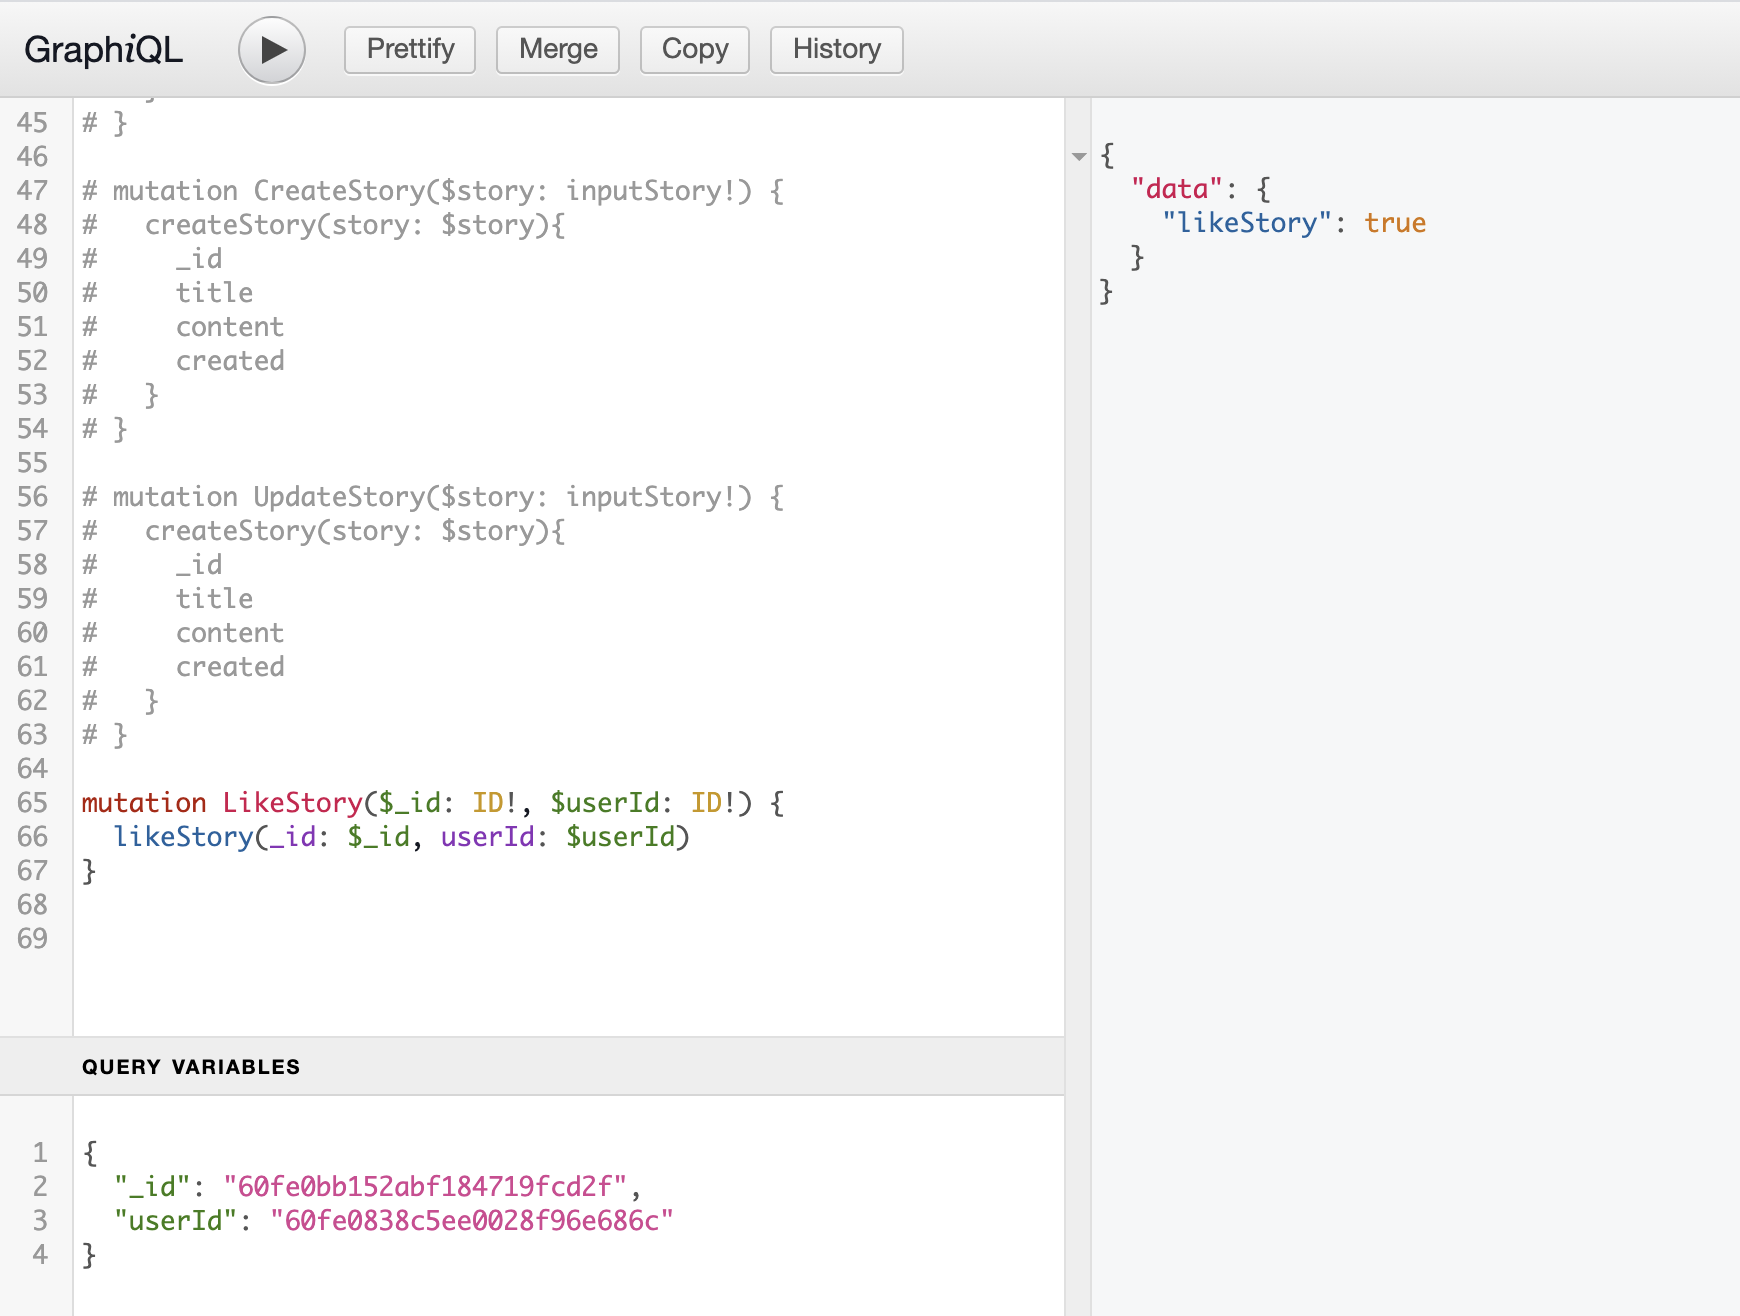 GraphiQL
Prettify
Merge
Copy
History
45 # }
46
47 # mutation CreateStory($story: inputStory!) {
48 #   createStory(story: $story){
49 #     _id
50 #     title
51 #     content
52 #     created
53 #   }
54 # }
55
56 # mutation UpdateStory($story: inputStory!) {
57 #   createStory(story: $story){
58 #     _id
59 #     title
60 #     content
61 #     created
62 #   }
63 # }
64
65 mutation LikeStory($_id: ID!, $userId: ID!) {
66   likeStory(_id: $_id, userId: $userId)
67 }
68
69
QUERY VARIABLES
1 {
2   "_id": "60fe0bb152abf184719fcd2f",
3   "userId": "60fe0838c5ee0028f96e686c"
4 }
{
  "data": {
    "likeStory": true
  }
}